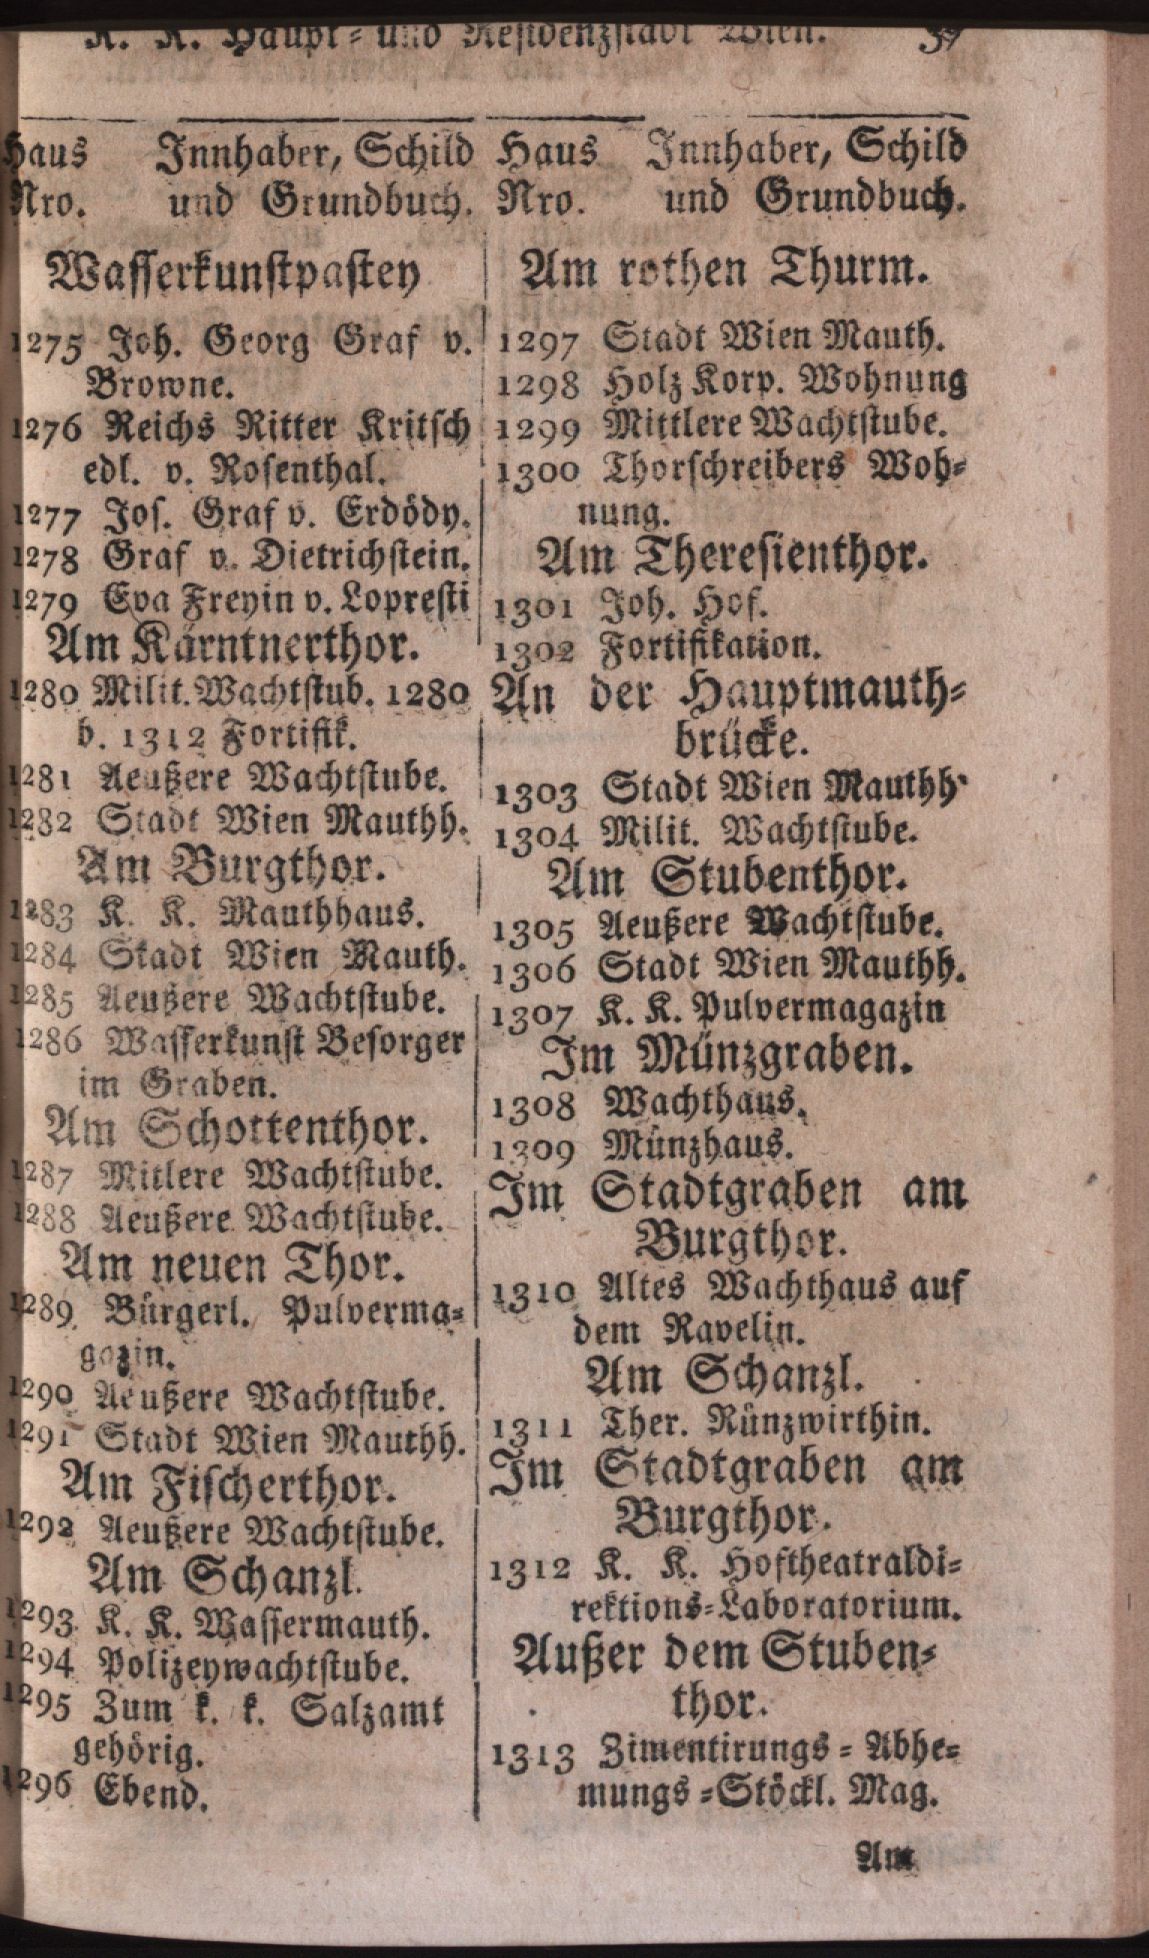 K. K. Haupt- und Residenzstadt Wien. 39
Haus Innhaber, Schild
Nro. und Grundbuch.
Wasserkunstpastey
1275 Joh. Georg Graf v.
Browne.
1276 Reichs Ritter Kritsch
edl. v. Rosenthal.
1277 Jos. Graf v. Erdödy.
1278 Graf v. Dietrichstein.
1279 Eva Freyin v. Lopresti
Am Kärntnerthor.
1280 Milit. Wachtstub. 1280
b. 1312 Fortifik.
1281 Aeußere Wachtstube.
1282 Stadt Wien Mauthh.
Am Burgthor.
1283 K. K. Mauthhaus.
1284 Stadt Wien Mauth.
1285 Aeußere Wachtstube.
1286 Wasserkunst Besorger
im Graben.
Am Schottenthor.
1287 Mitlere Wachtstube.
1288 Aeußere Wachtstube.
Am neuen Thor.
1289 Bürgerl. Pulverma-
gazin.
1290 Aeußere Wachtstube.
1291 Stadt Wien Mauthh.
Am Fischerthor.
1292 Aeußere Wachtstube.
Am Schanzl.
1293 K. K. Wassermauth.
1294 Polizeywachtstube.
1295 Zum k. k. Salzamt
gehörig.
1296 Ebend.
Haus Innhaber, Schild
Nro. und Grundbuch.
Am rothen Thurm.
1297 Stadt Wien Mauth.
1298 Holz Korp. Wohnung
1299 Mittlere Wachtstube.
1300 Thorschreibers Woh-
nung.
Am Theresienthor.
1301 Joh. Hof.
1302 Fortifikation.
An der Hauptmauth-
brücke.
1303 Stadt Wien Mauthh.
1304 Milit. Wachtstube.
Am Stubenthor.
1305 Aeußere Wachtstube.
1306 Stadt Wien Mauthh.
1307 K. K. Pulvermagazin
Im Münzgraben.
1308 Wachthaus.
1309 Münzhaus.
Im Stadtgraben am
Burgthor.
1310 Altes Wachthaus auf
dem Ravelin.
Am Schanzl.
1311 Ther. Künzwirthin.
Im Stadtgraben am
Burgthor.
1312 K. K. Hoftheatraldi-
rektions-Laboratorium.
Außer dem Stuben-
thor.
1313 Zimentirungs-Abhe-
mungs-Stöckl. Mag.
Am